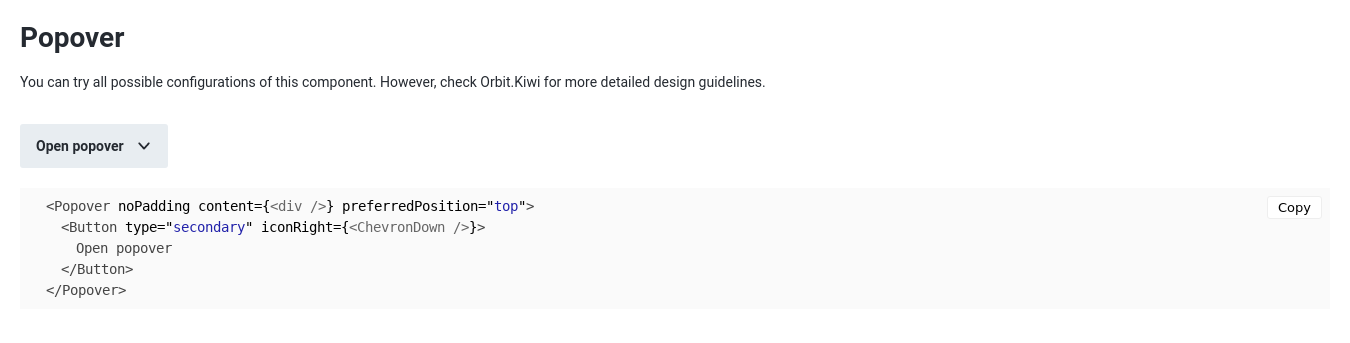 Popover
You can try all possible configurations of this component. However, check Orbit.Kiwi for more detailed design guidelines.
Open popover
<Popover noPadding content={<div />} preferredPosition="top">
Copy
<Button type="secondary" iconRight={<ChevronDown />}>
Open popover
</Button>
</Popover>